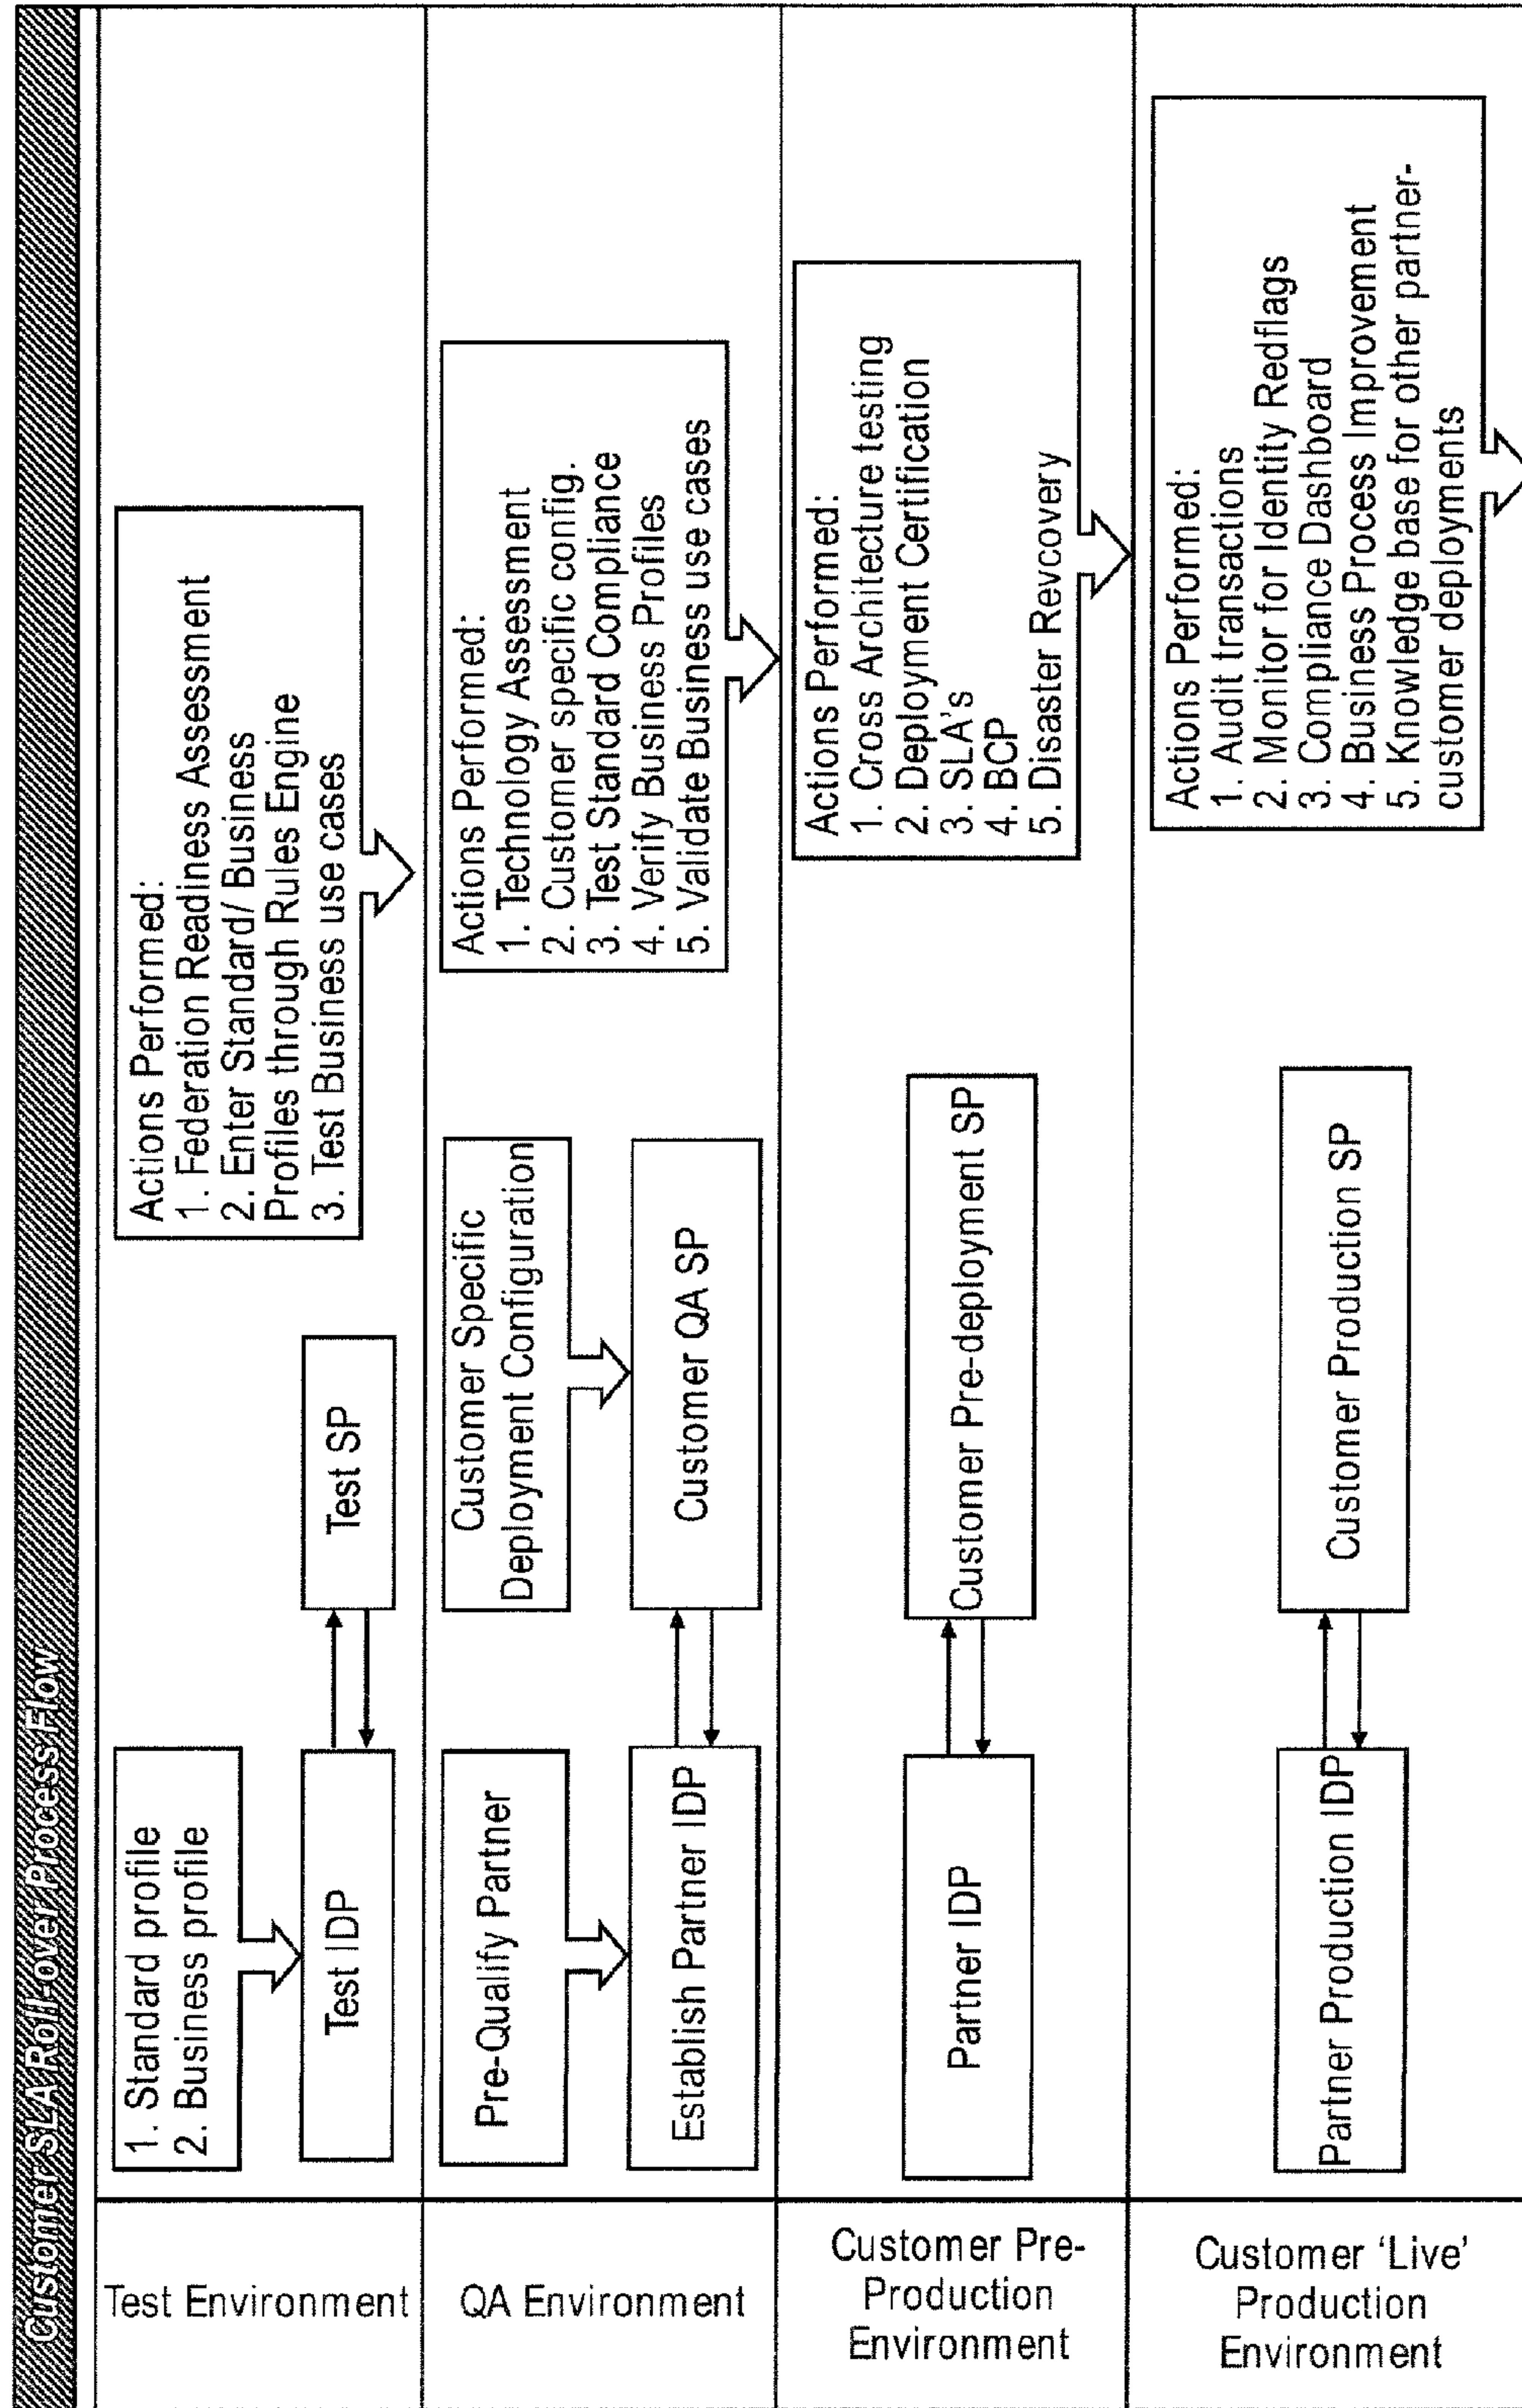 Customer SLA Roll-over Process Flow
Test Environment
1. Standard profile
2. Business profile
Test IDP
Test SP
Actions Performed:
1. Federation Readiness Assessment
2. Enter Standard/ Business
Profiles through Rules Engine
3. Test Business use cases
QA Environment
Pre-Qualify Partner
Establish Partner IDP
Customer Specific
Deployment Configuration
Customer QA SP
Actions Performed:
1. Technology Assessment
2. Customer specific config.
3. Test Standard Compliance
4. Verify Business Profiles
5. Validate Business use cases
Customer Pre-
Production
Environment
Partner IDP
Customer Pre-deployment SP
Actions Performed:
1. Cross Architecture testing
2. Deployment Certification
3. SLA's
4. BCP
5. Disaster Revcovery
Customer ‘Live’
Production
Environment
Partner Production IDP
Customer Production SP
Actions Performed:
1. Audit transactions
2. Monitor for Identity Redflags
3. Compliance Dashboard
4. Business Process Improvement
5. Knowledge base for other partner-
customer deployments